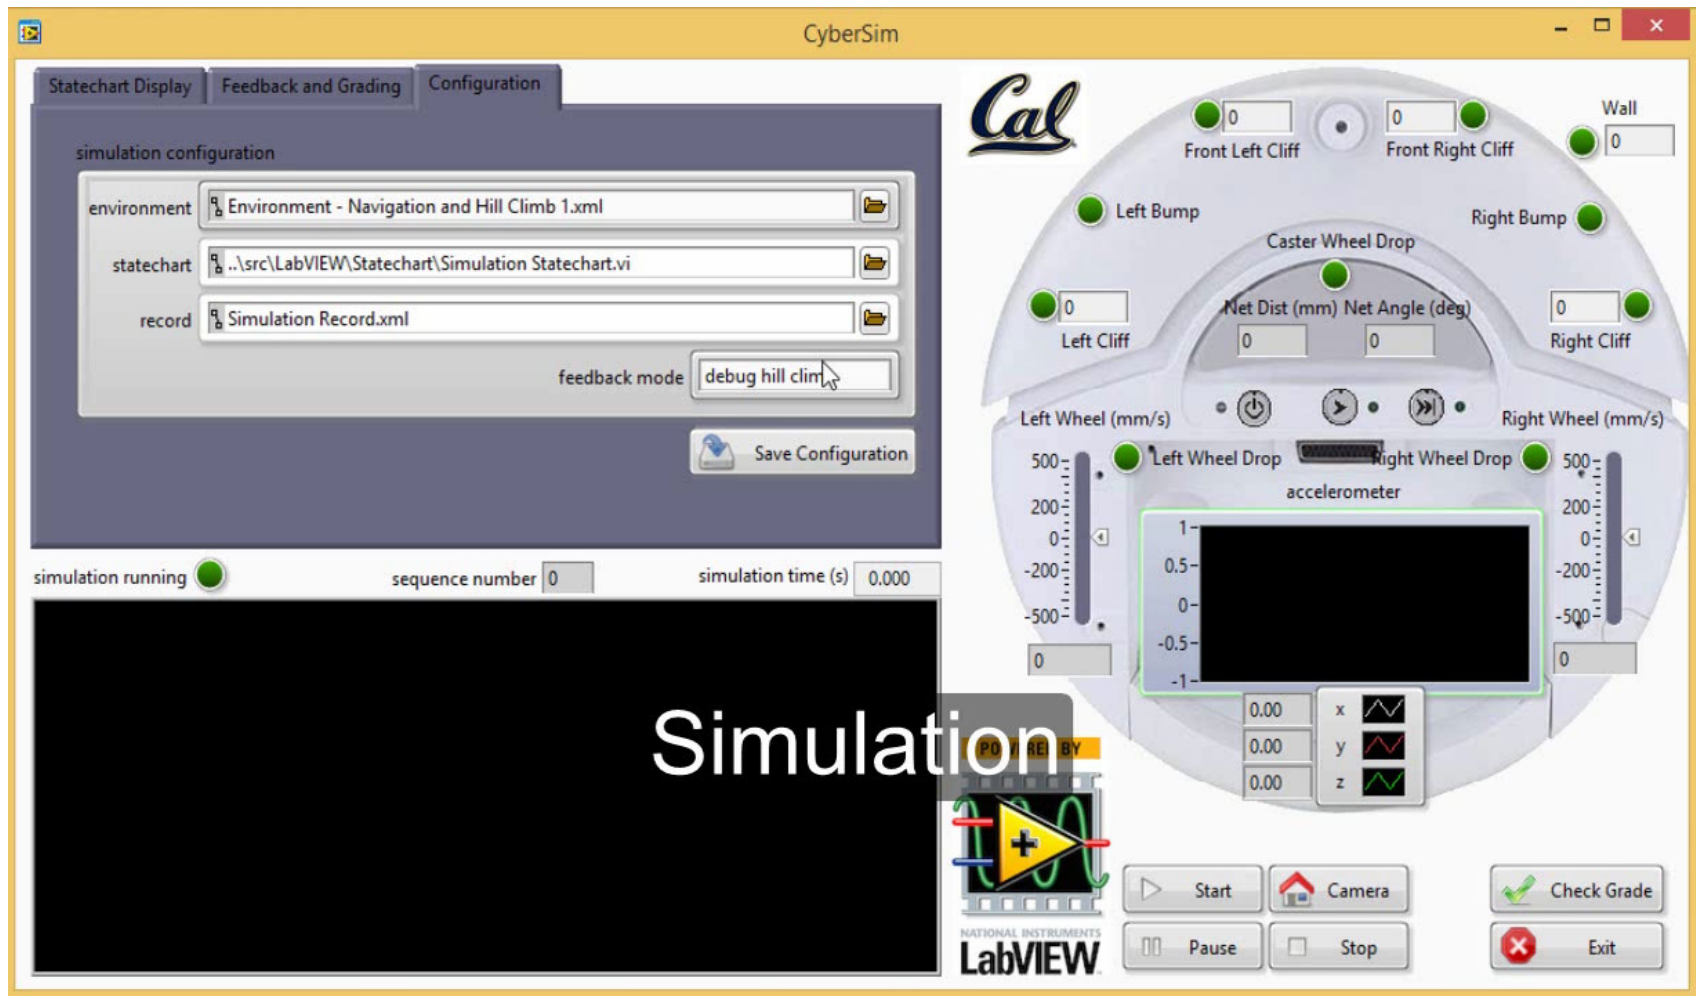 CyberSim
Statechart Display
Feedback and Grading
Configuration
simulation configuration
environment
Environment - Navigation and Hill Climb 1.xml
statechart
..\src\LabVIEW\Statechart\Simulation Statechart.vi
record
Simulation Record.xml
feedback mode
debug hill clim
Save Configuration
simulation running
sequence number 0
simulation time (s) 0.000
Simulation
Cal
0
Front Left Cliff
0
Front Right Cliff
Wall
0
Left Bump
Right Bump
Caster Wheel Drop
0
Left Cliff
Net Dist (mm) Net Angle (deg)
0
0
0
Right Cliff
Left Wheel (mm/s)
Right Wheel (mm/s)
Left Wheel Drop
Right Wheel Drop
500
200
0
-200
-500
0
accelerometer
1
0.5
0
-0.5
-1
500
200
0
-200
-500
0
0.00 x
0.00 y
0.00 z
POWERED BY
NATIONAL INSTRUMENTS
LabVIEW
Start
Camera
Check Grade
Pause
Stop
Exit